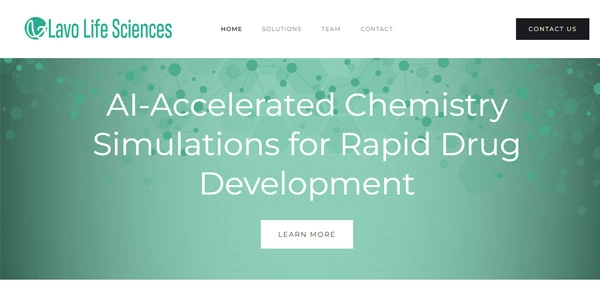 Lavo Life Sciences
HOME SOLUTIONS TEAM CONTACT
CONTACT US
AI-Accelerated Chemistry
Simulations for Rapid Drug
Development
LEARN MORE